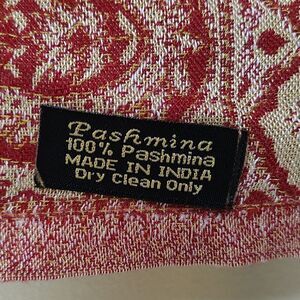 Pashmina
100% Pashmina
MADE IN INDIA
Dry Clean Only